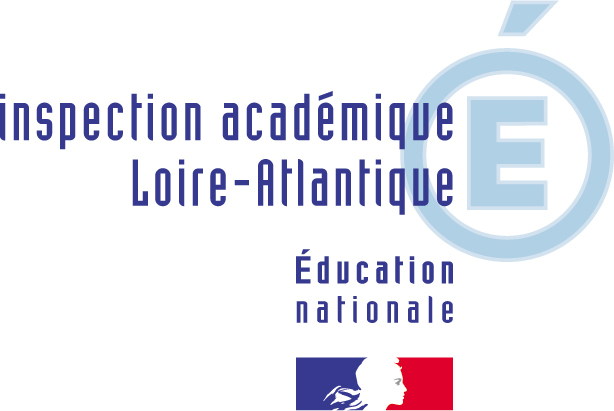 inspection académique
Loire-Atlantique
É
Éducation
nationale